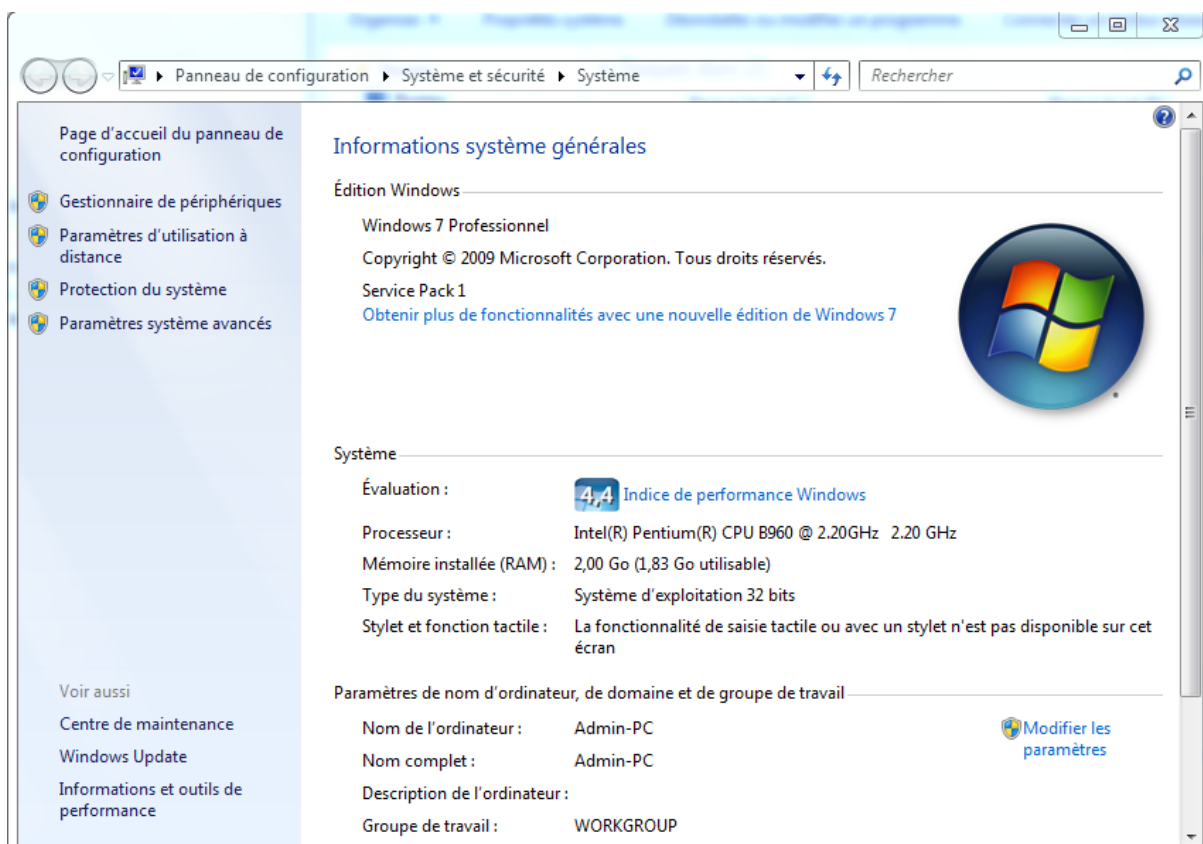 Panneau de configuration ▸ Système et sécurité ▸ Système
Rechercher
Page d'accueil du panneau de
configuration
Gestionnaire de périphériques
Paramètres d'utilisation à
distance
Protection du système
Paramètres système avancés
Voir aussi
Centre de maintenance
Windows Update
Informations et outils de
performance
Informations système générales
Édition Windows
Windows 7 Professionnel
Copyright © 2009 Microsoft Corporation. Tous droits réservés.
Service Pack 1
Obtenir plus de fonctionnalités avec une nouvelle édition de Windows 7
Système
Évaluation : 4,4 Indice de performance Windows
Processeur : Intel(R) Pentium(R) CPU B960 @ 2.20GHz 2.20 GHz
Mémoire installée (RAM) : 2,00 Go (1,83 Go utilisable)
Type du système : Système d'exploitation 32 bits
Stylet et fonction tactile : La fonctionnalité de saisie tactile ou avec un stylet n'est pas disponible sur cet
écran
Paramètres de nom d'ordinateur, de domaine et de groupe de travail
Nom de l'ordinateur : Admin-PC
Modifier les
paramètres
Nom complet : Admin-PC
Description de l'ordinateur :
Groupe de travail : WORKGROUP